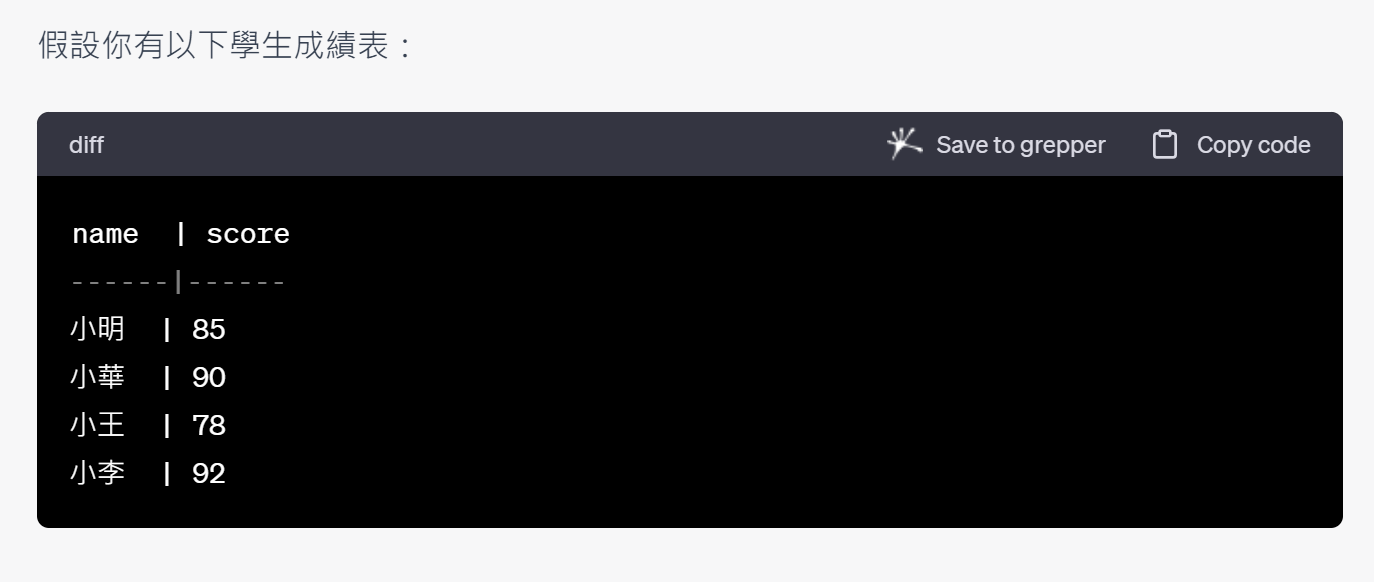 假設你有以下學生成績表：
diff Save to grepper Copy code
name  | score
------|------
小明  | 85
小華  | 90
小王  | 78
小李  | 92